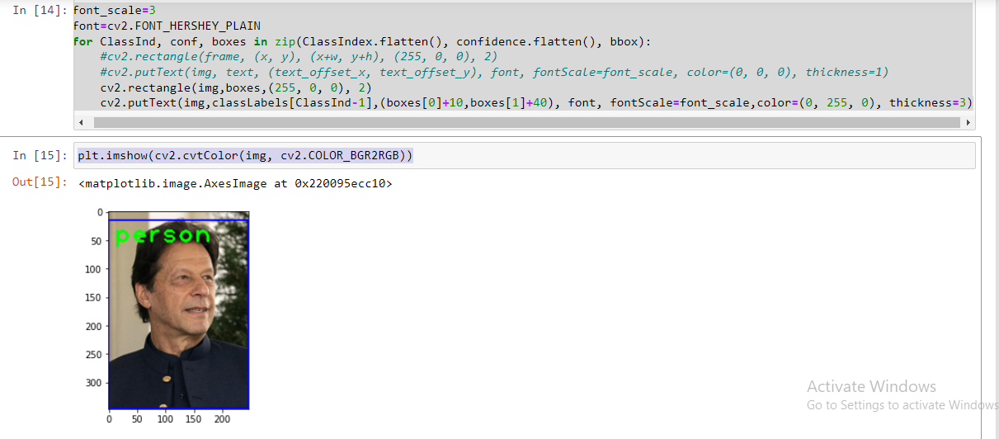 In [14]: font_scale=3
font=cv2.FONT_HERSHEY_PLAIN
for ClassInd, conf, boxes in zip(ClassIndex.flatten(), confidence.flatten(), bbox):
    #cv2.rectangle(frame, (x, y), (x+w, y+h), (255, 0, 0), 2)
    #cv2.putText(img, text, (text_offset_x, text_offset_y), font, fontScale=font_scale, color=(0, 0, 0), thickness=1)
    cv2.rectangle(img,boxes,(255, 0, 0), 2)
    cv2.putText(img,classLabels[ClassInd-1],(boxes[0]+10,boxes[1]+40), font, fontScale=font_scale,color=(0, 255, 0), thickness=3)
In [15]: plt.imshow(cv2.cvtColor(img, cv2.COLOR_BGR2RGB))
Out[15]: <matplotlib.image.AxesImage at 0x220095ecc10>
0
person
50
100
150
200
250
300
0 50 100 150 200
Activate Windows
Go to Settings to activate Windows